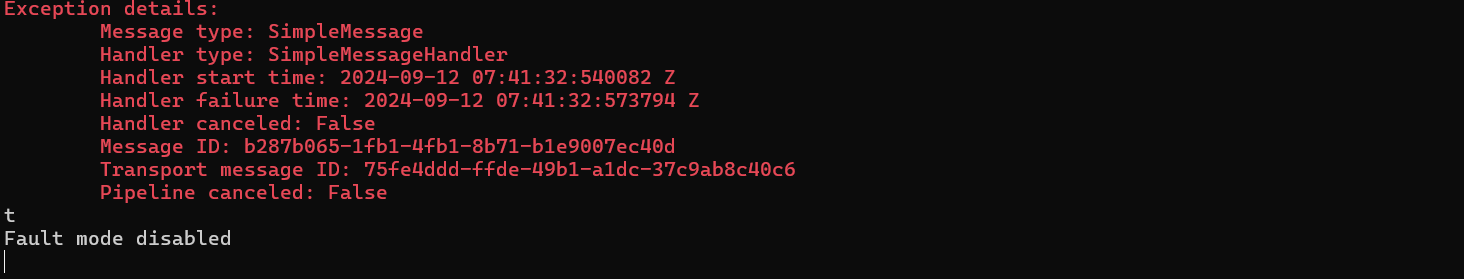 Exception details:
Message type: SimpleMessage
Handler type: SimpleMessageHandler
Handler start time: 2024-09-12 07:41:32:540082 Z
Handler failure time: 2024-09-12 07:41:32:573794 Z
Handler canceled: False
Message ID: b287b065-1fb1-4fb1-8b71-b1e9007ec40d
Transport message ID: 75fe4ddd-ffde-49b1-a1dc-37c9ab8c40c6
Pipeline canceled: False
t
Fault mode disabled